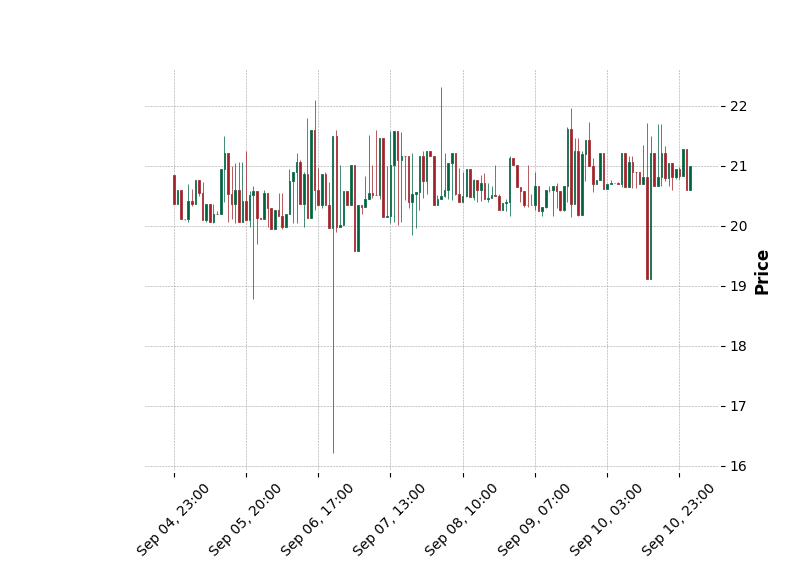 22
21
20
19
18
17
16
Price
Sep 04, 23:00
Sep 05, 20:00
Sep 06, 17:00
Sep 07, 13:00
Sep 08, 10:00
Sep 09, 07:00
Sep 10, 03:00
Sep 10, 23:00